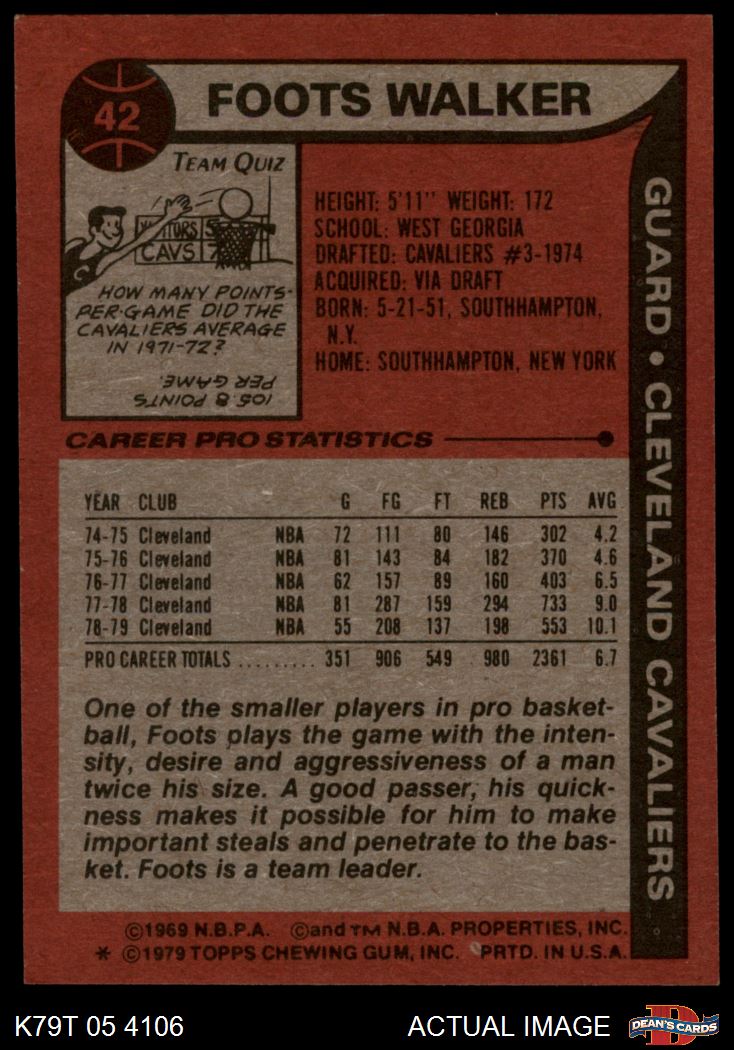 42
FOOTS WALKER
TEAM QUIZ
VISITORS 5
CAVS 7
C
HOW MANY POINTS-
PER-GAME DID THE
CAVALIERS AVERAGE
IN 1971-72?
105.8 POINTS
PER GAME.
HEIGHT: 5'11" WEIGHT: 172
SCHOOL: WEST GEORGIA
DRAFTED: CAVALIERS #3-1974
ACQUIRED: VIA DRAFT
BORN: 5-21-51, SOUTHHAMPTON,
N.Y.
HOME: SOUTHHAMPTON, NEW YORK
GUARD • CLEVELAND CAVALIERS
CAREER PRO STATISTICS
YEAR CLUB G FG FT REB PTS AVG
74-75 Cleveland NBA 72 111 80 146 302 4.2
75-76 Cleveland NBA 81 143 84 182 370 4.6
76-77 Cleveland NBA 62 157 89 160 403 6.5
77-78 Cleveland NBA 81 287 159 294 733 9.0
78-79 Cleveland NBA 55 208 137 198 553 10.1
PRO CAREER TOTALS ......... 351 906 549 980 2361 6.7
One of the smaller players in pro basket-
ball, Foots plays the game with the inten-
sity, desire and aggressiveness of a man
twice his size. A good passer, his quick-
ness makes it possible for him to make
important steals and penetrate to the bas-
ket. Foots is a team leader.
©1969 N.B.P.A. ©and TM N.B.A. PROPERTIES, INC.
* ©1979 TOPPS CHEWING GUM, INC. PRTD. IN U.S.A.
K79T 05 4106
ACTUAL IMAGE
D
DEAN'S CARDS